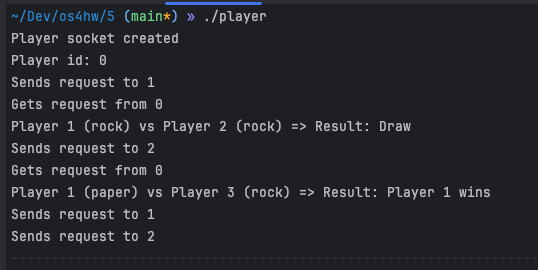 ~/Dev/os4hw/5 (main*) » ./player
Player socket created
Player id: 0
Sends request to 1
Gets request from 0
Player 1 (rock) vs Player 2 (rock) => Result: Draw
Sends request to 2
Gets request from 0
Player 1 (paper) vs Player 3 (rock) => Result: Player 1 wins
Sends request to 1
Sends request to 2